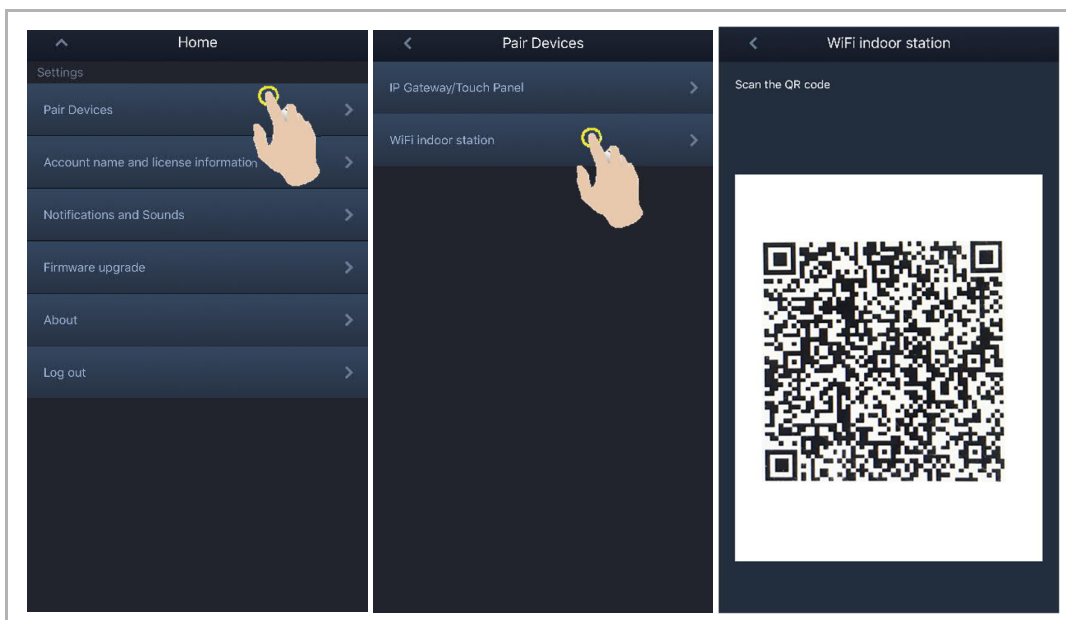 Home
Settings
Pair Devices
Account name and license information
Notifications and Sounds
Firmware upgrade
About
Log out
Pair Devices
IP Gateway/Touch Panel
WiFi indoor station
WiFi indoor station
Scan the QR code